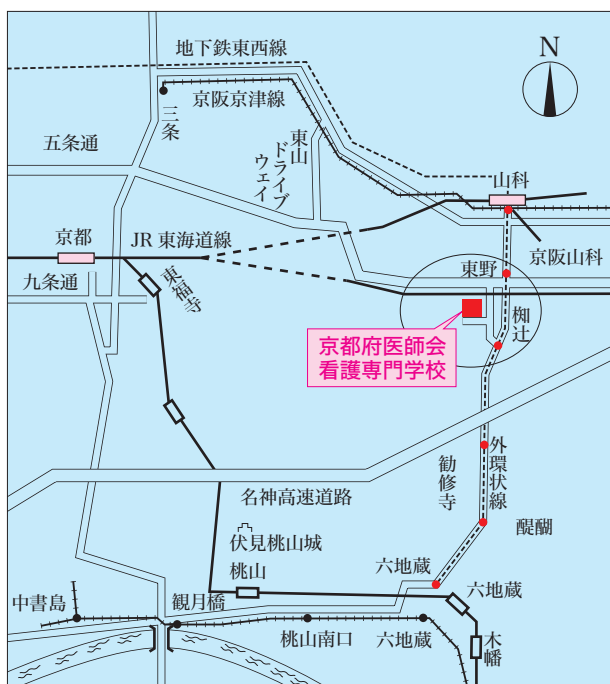 地下鉄東西線
N
京阪京津線
三条
五条通
東山
ドライブ
ウェイ
山科
京都
JR東海道線
京阪山科
東野
九条通
東福寺
椥辻
京都府医師会
看護専門学校
外環状線
勧修寺
名神高速道路
醍醐
伏見桃山城
桃山
六地蔵
六地蔵
中書島
観月橋
桃山南口
六地蔵
木幡